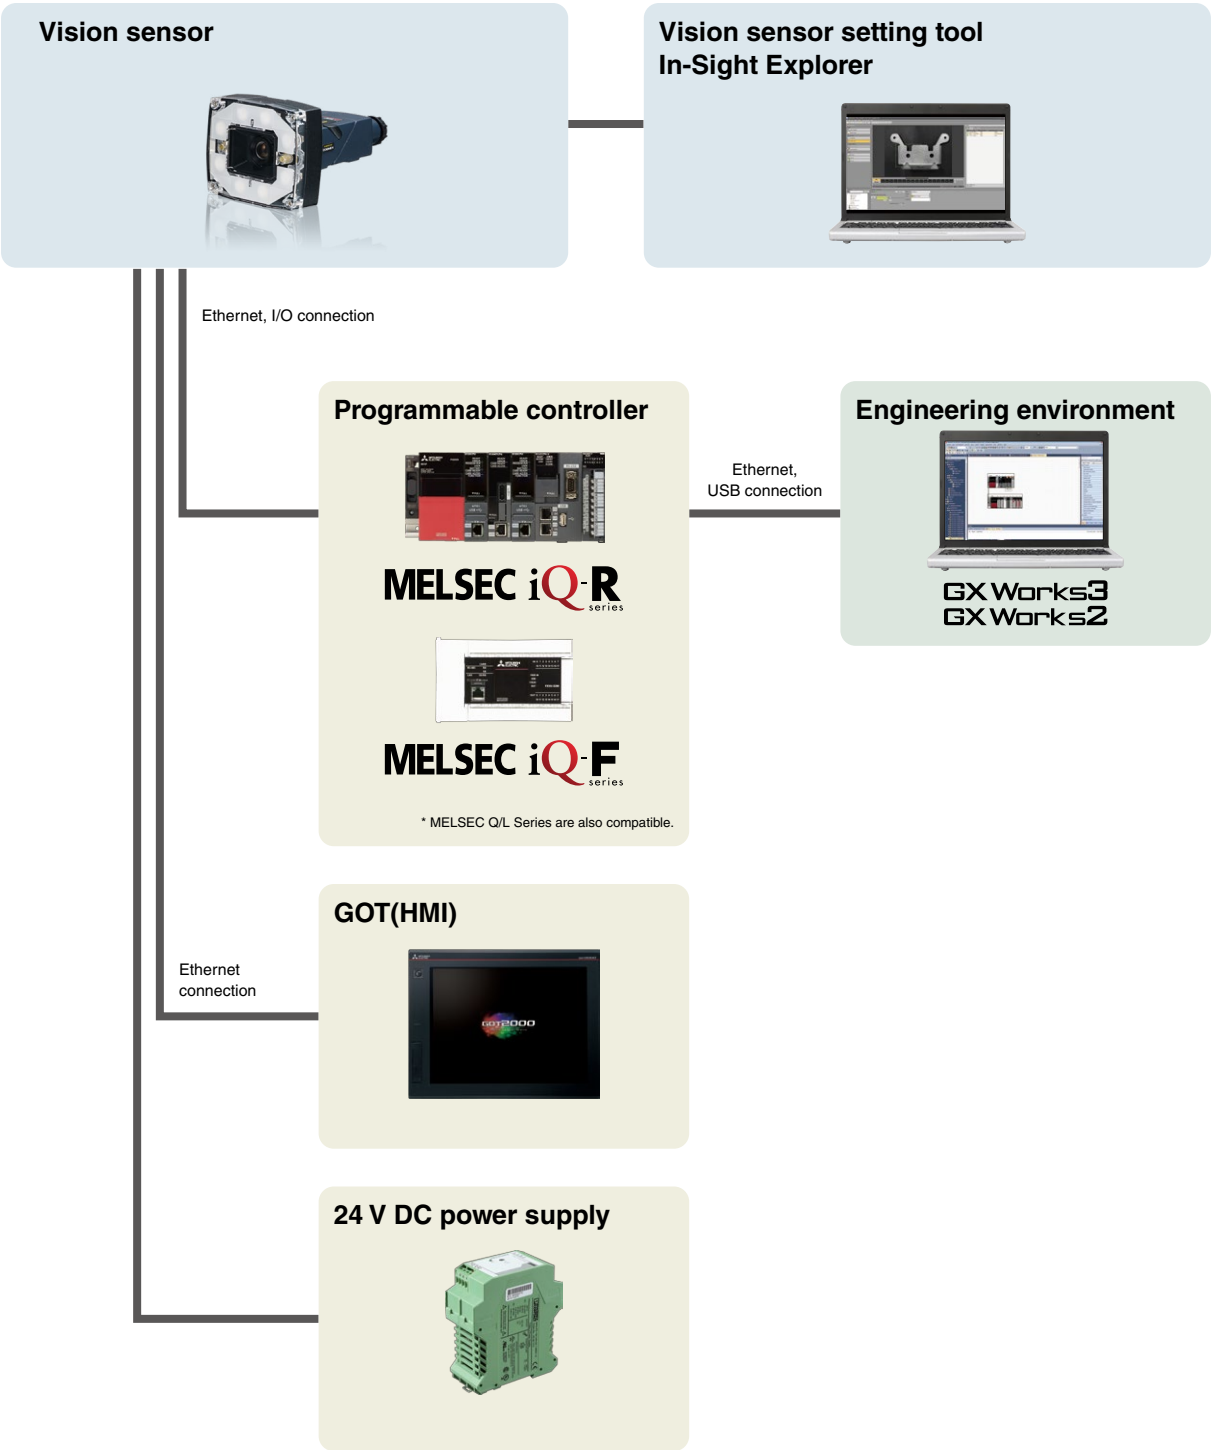 Vision sensor
Vision sensor setting tool
In-Sight Explorer
Ethernet, I/O connection
Programmable controller
Engineering environment
Ethernet,
USB connection
MELSEC iQ-R
series
GX Works3
GX Works2
MELSEC iQ-F
series
* MELSEC Q/L Series are also compatible.
GOT(HMI)
Ethernet
connection
GOT2000
24 V DC power supply